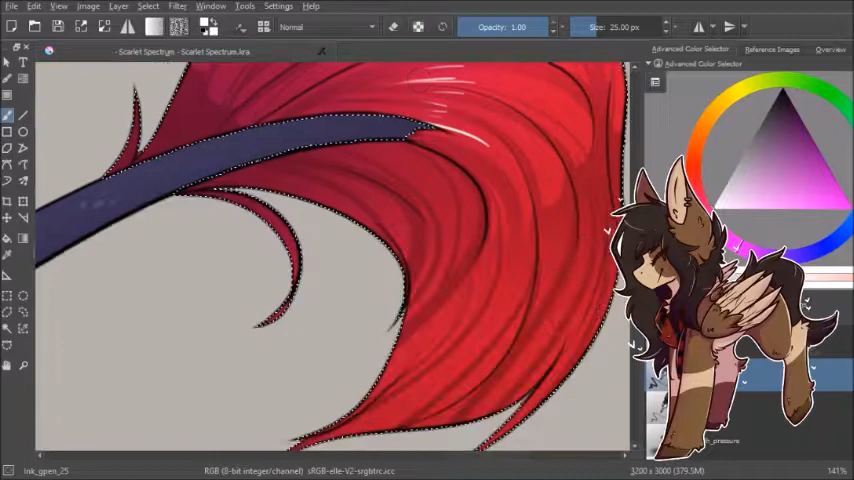 File Edit View Image Layer Select Filter Window Tools Settings Help
Normal Opacity: 1.00 Size: 25.00 px
- Scarlet Spectrum - Scarlet Spectrum.kra
Advanced Color Selector Reference Images Overview
Advanced Color Selector
h_pressure
Ink_gpen_25 RGB (8-bit integer/channel) sRGB-elle-V2-srgbtrc.icc 3200 x 3000 (379.5M) 141%